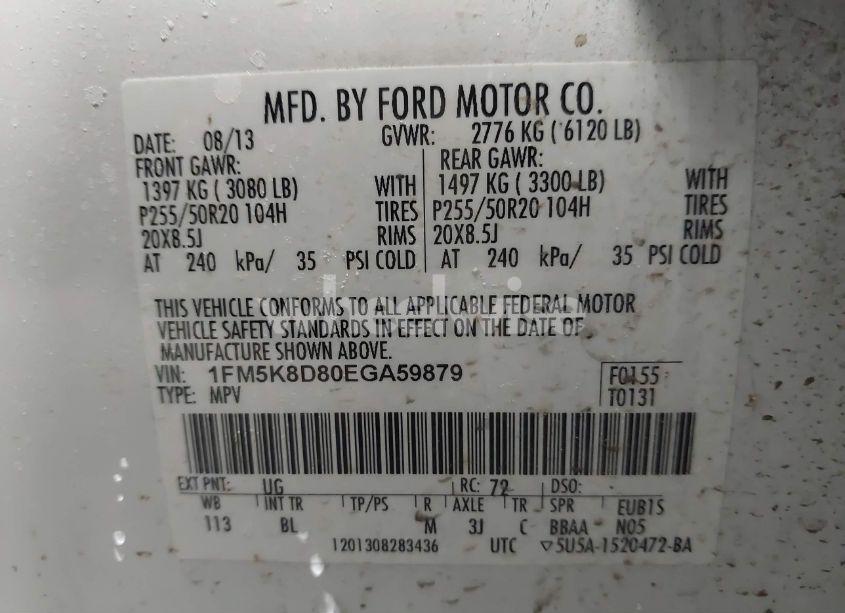 MFD. BY FORD MOTOR CO.
DATE: 08/13 GVWR: 2776 KG ( 6120 LB)
FRONT GAWR: REAR GAWR:
1397 KG ( 3080 LB) WITH 1497 KG ( 3300 LB) WITH
P255/50R20 104H TIRES P255/50R20 104H TIRES
20X8.5J RIMS 20X8.5J RIMS
AT 240 kPa/ 35 PSI COLD AT 240 kPa/ 35 PSI COLD
THIS VEHICLE CONFORMS TO ALL APPLICABLE FEDERAL MOTOR
VEHICLE SAFETY STANDARDS IN EFFECT ON THE DATE OF
MANUFACTURE SHOWN ABOVE.
VIN: 1FM5K8D80EGA59879 F0155
TYPE: MPV T0131
EXT PNT: UG RC: 72 DSO:
WB INT TR TP/PS R AXLE TR SPR EUB1S
113 BL M 3J C BBAA N05
1201308283436 UTC ▽5U5A-1520472-BA